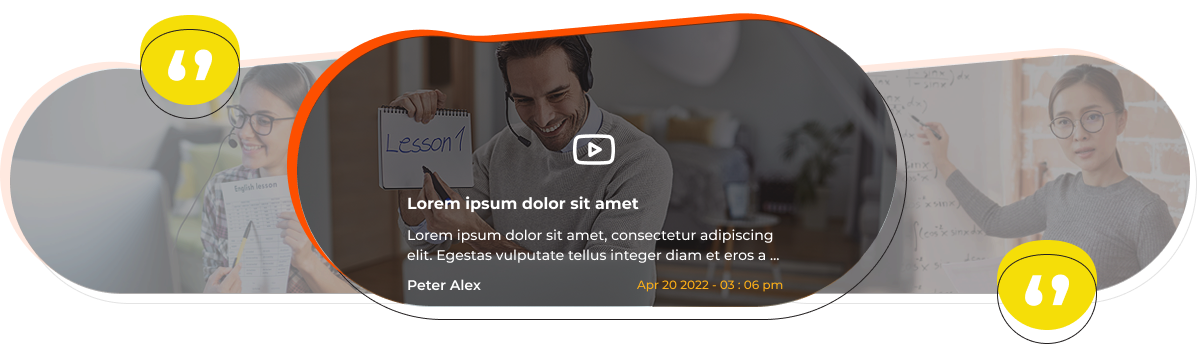 Lesson 1
English lesson
Lorem ipsum dolor sit amet
Lorem ipsum dolor sit amet, consectetur adipiscing
elit. Egestas vulputate tellus integer diam et eros a ...
Peter Alex
Apr 20 2022 - 03 : 06 pm